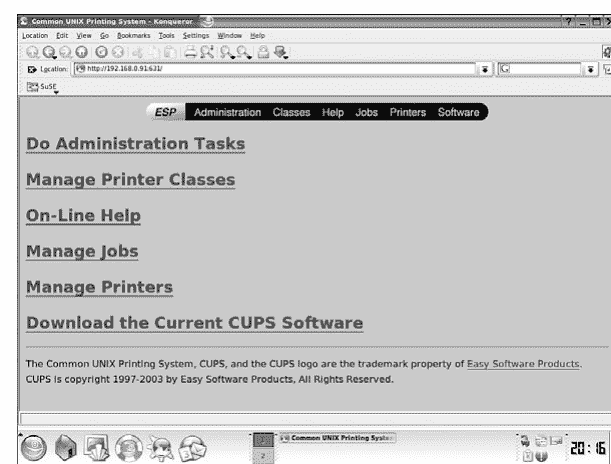 Common UNIX Printing System - Konqueror
Location Edit View Go Bookmarks Tools Settings Window Help
Location: http://192.168.0.91:631/
SuSE
ESP Administration Classes Help Jobs Printers Software
Do Administration Tasks
Manage Printer Classes
On-Line Help
Manage Jobs
Manage Printers
Download the Current CUPS Software
The Common UNIX Printing System, CUPS, and the CUPS logo are the trademark property of Easy Software Products.
CUPS is copyright 1997-2003 by Easy Software Products, All Rights Reserved.
1 Common UNIX Printing System
2
20:16